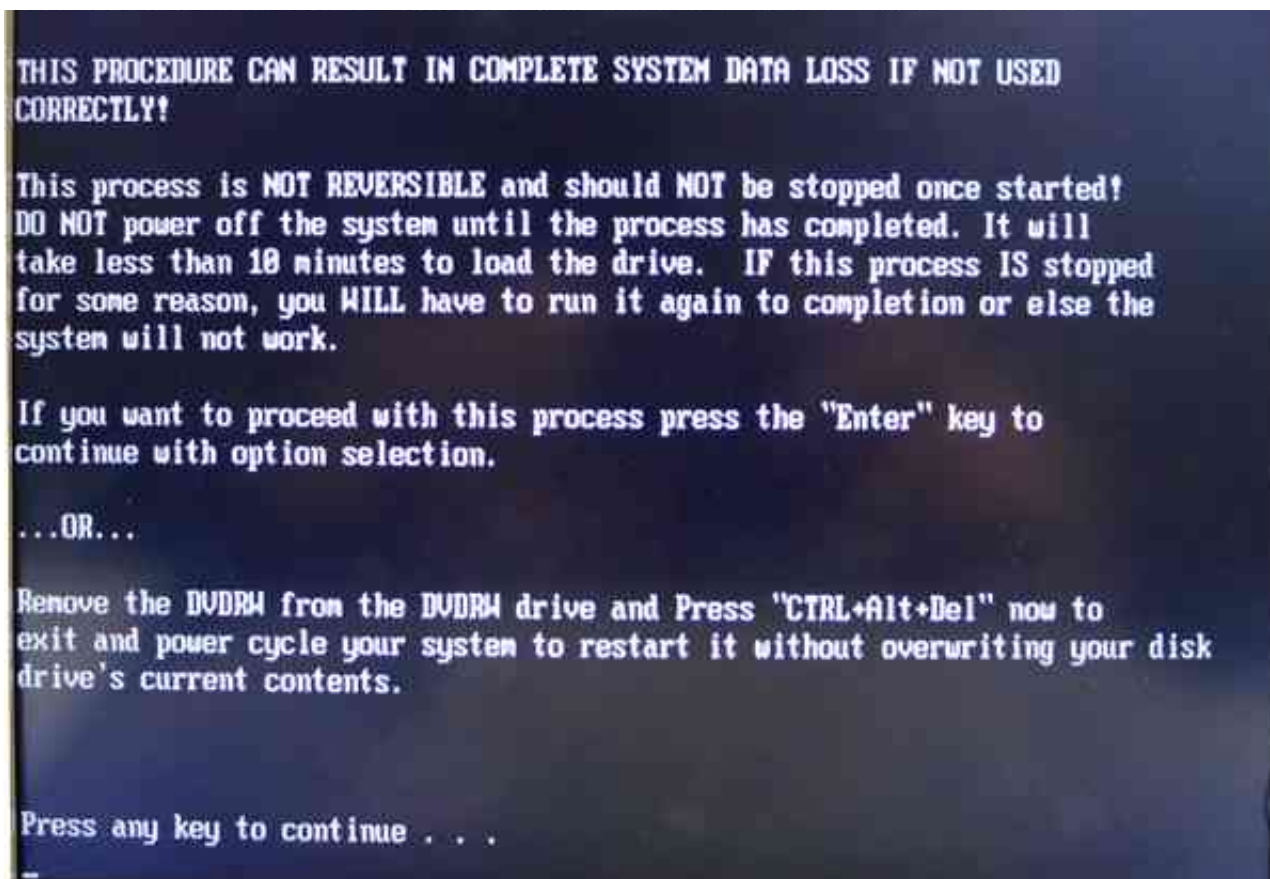 THIS PROCEDURE CAN RESULT IN COMPLETE SYSTEM DATA LOSS IF NOT USED
CORRECTLY!
This process is NOT REVERSIBLE and should NOT be stopped once started!
DO NOT power off the system until the process has completed. It will
take less than 10 minutes to load the drive.  IF this process IS stopped
for some reason, you WILL have to run it again to completion or else the
system will not work.
If you want to proceed with this process press the "Enter" key to
continue with option selection.
...OR...
Remove the DVDRW from the DVDRW drive and Press "CTRL+Alt+Del" now to
exit and power cycle your system to restart it without overwriting your disk
drive's current contents.
Press any key to continue . . .